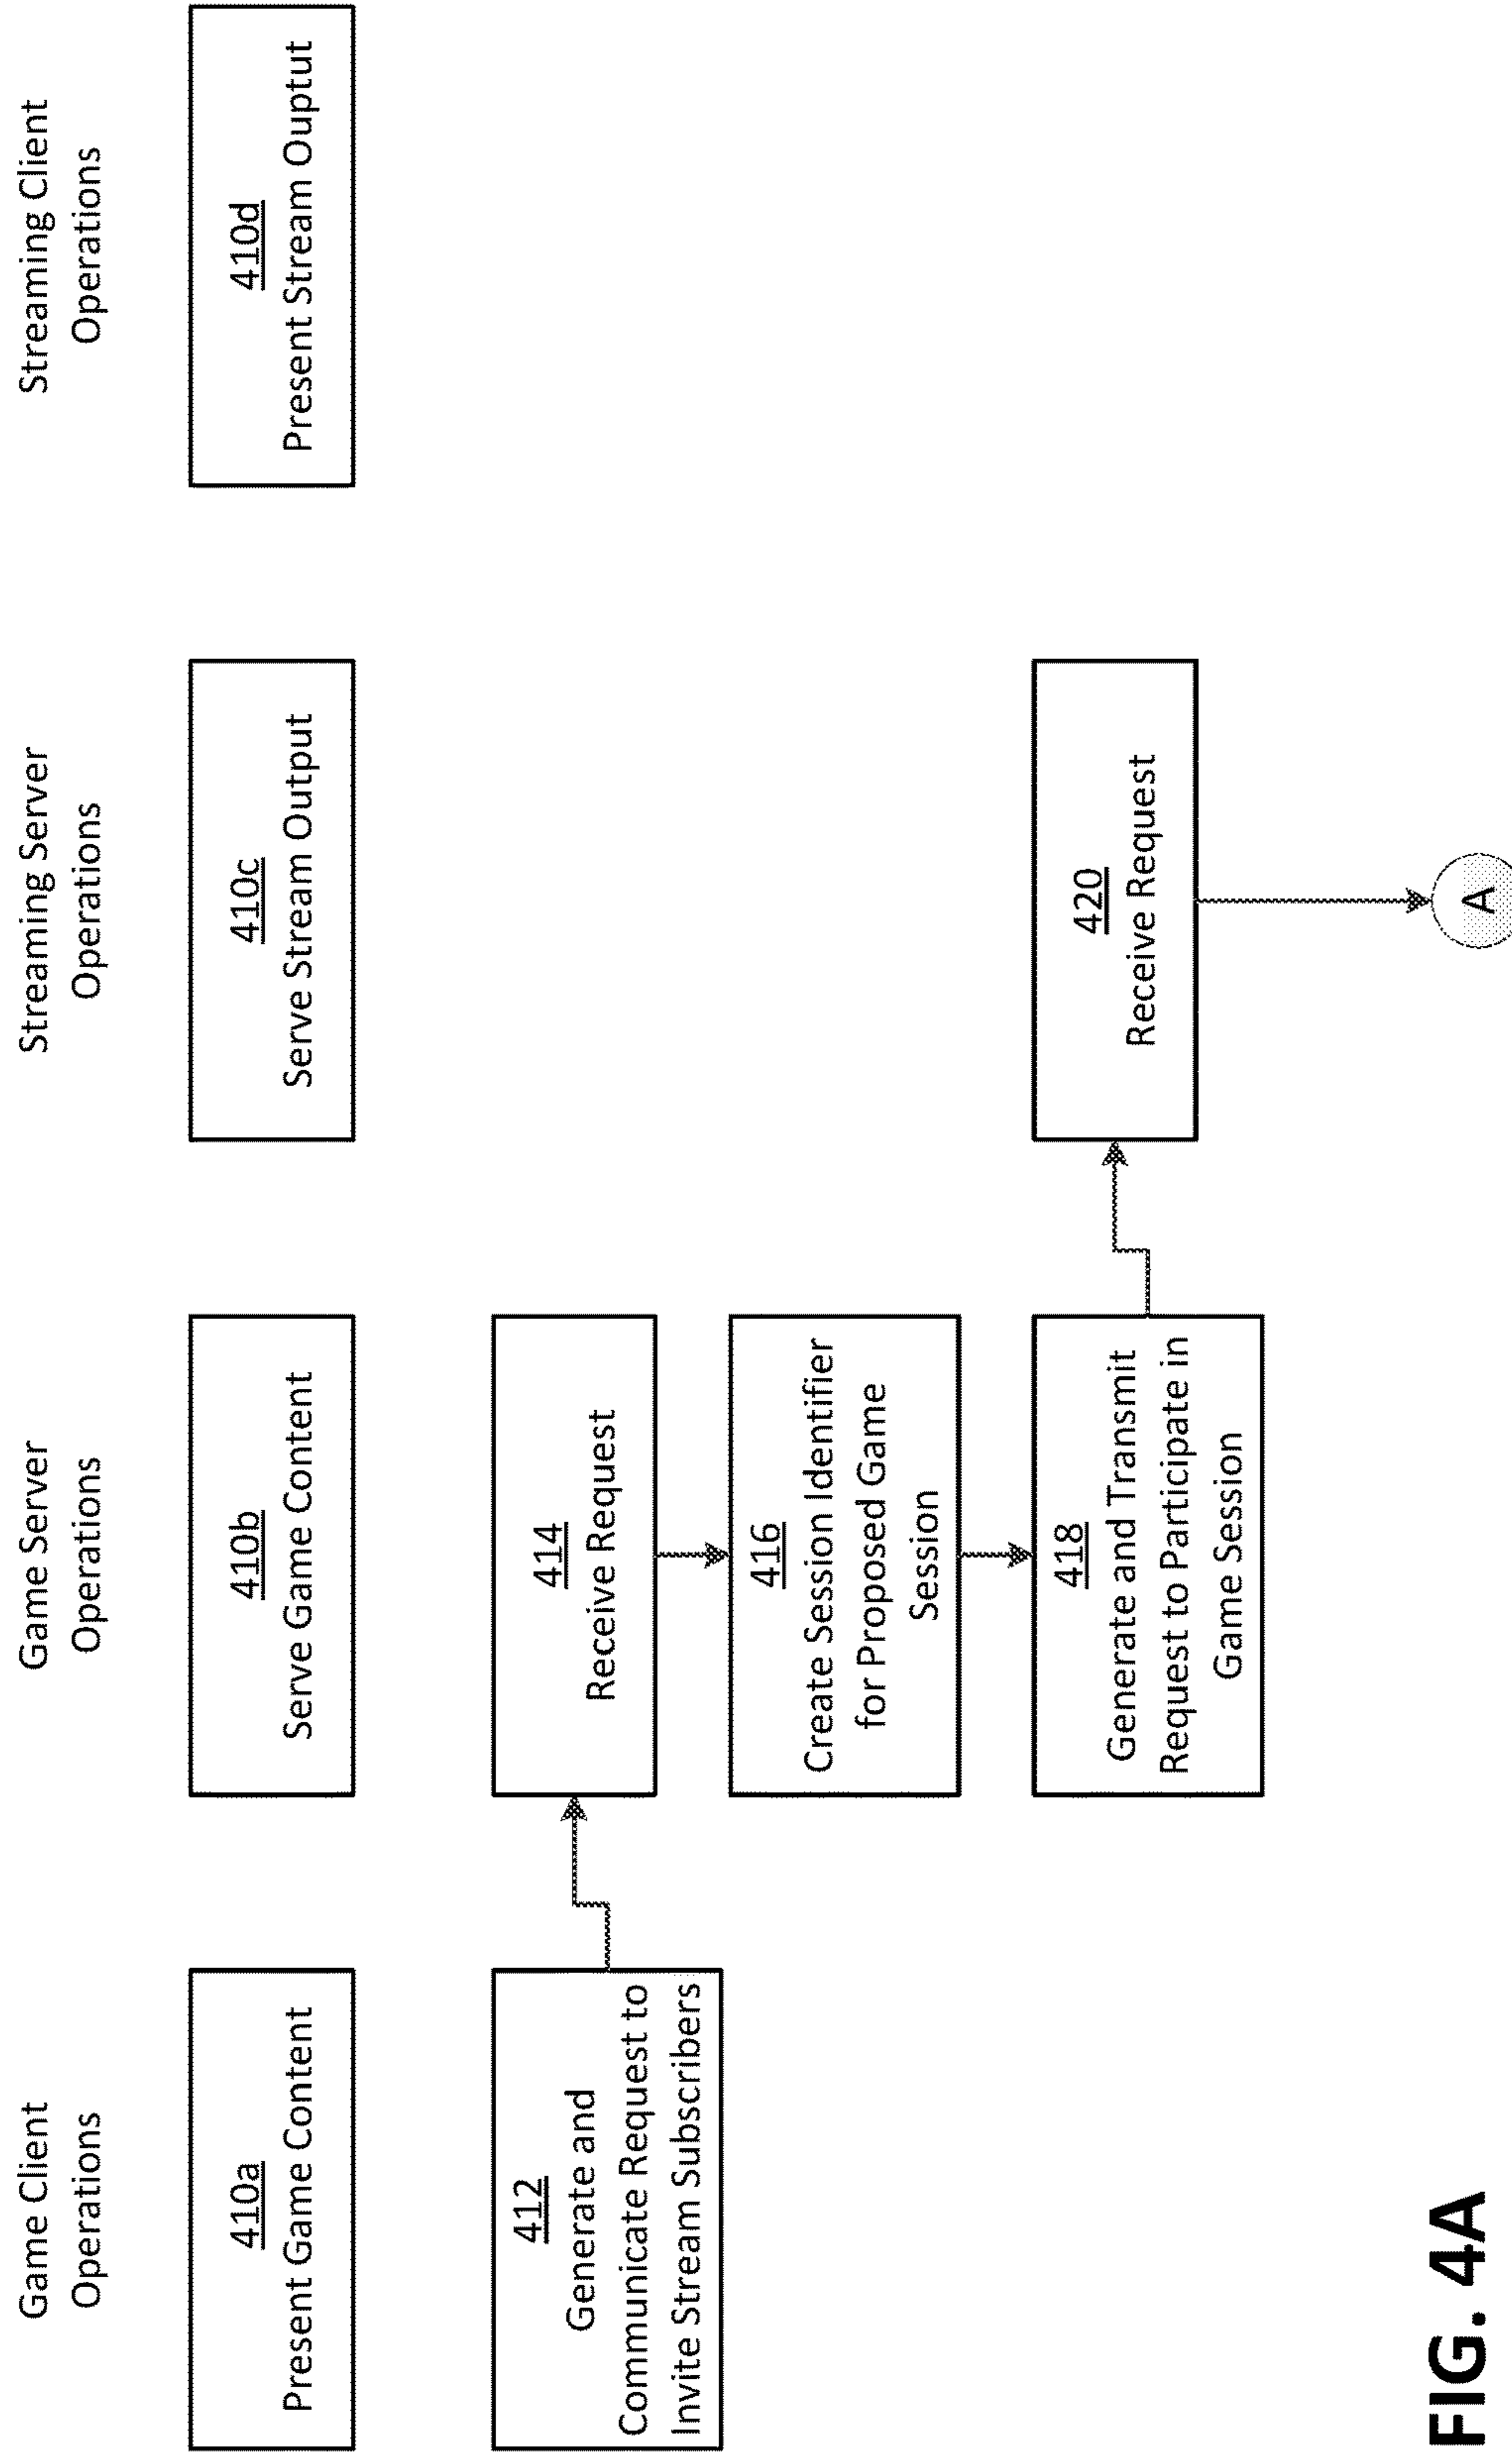 Game Client
Operations
Game Server
Operations
Streaming Server
Operations
Streaming Client
Operations
410a
Present Game Content
410b
Serve Game Content
410c
Serve Stream Output
410d
Present Stream Ouptut
412
Generate and
Communicate Request to
Invite Stream Subscribers
414
Receive Request
416
Create Session Identifier
for Proposed Game
Session
418
Generate and Transmit
Request to Participate in
Game Session
420
Receive Request
A
FIG. 4A